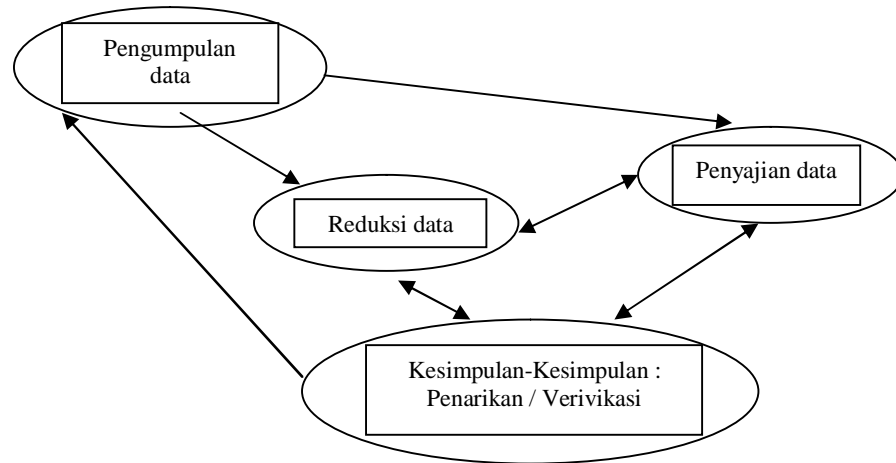 Pengumpulan
data
Penyajian data
Reduksi data
Kesimpulan-Kesimpulan :
Penarikan / Verivikasi